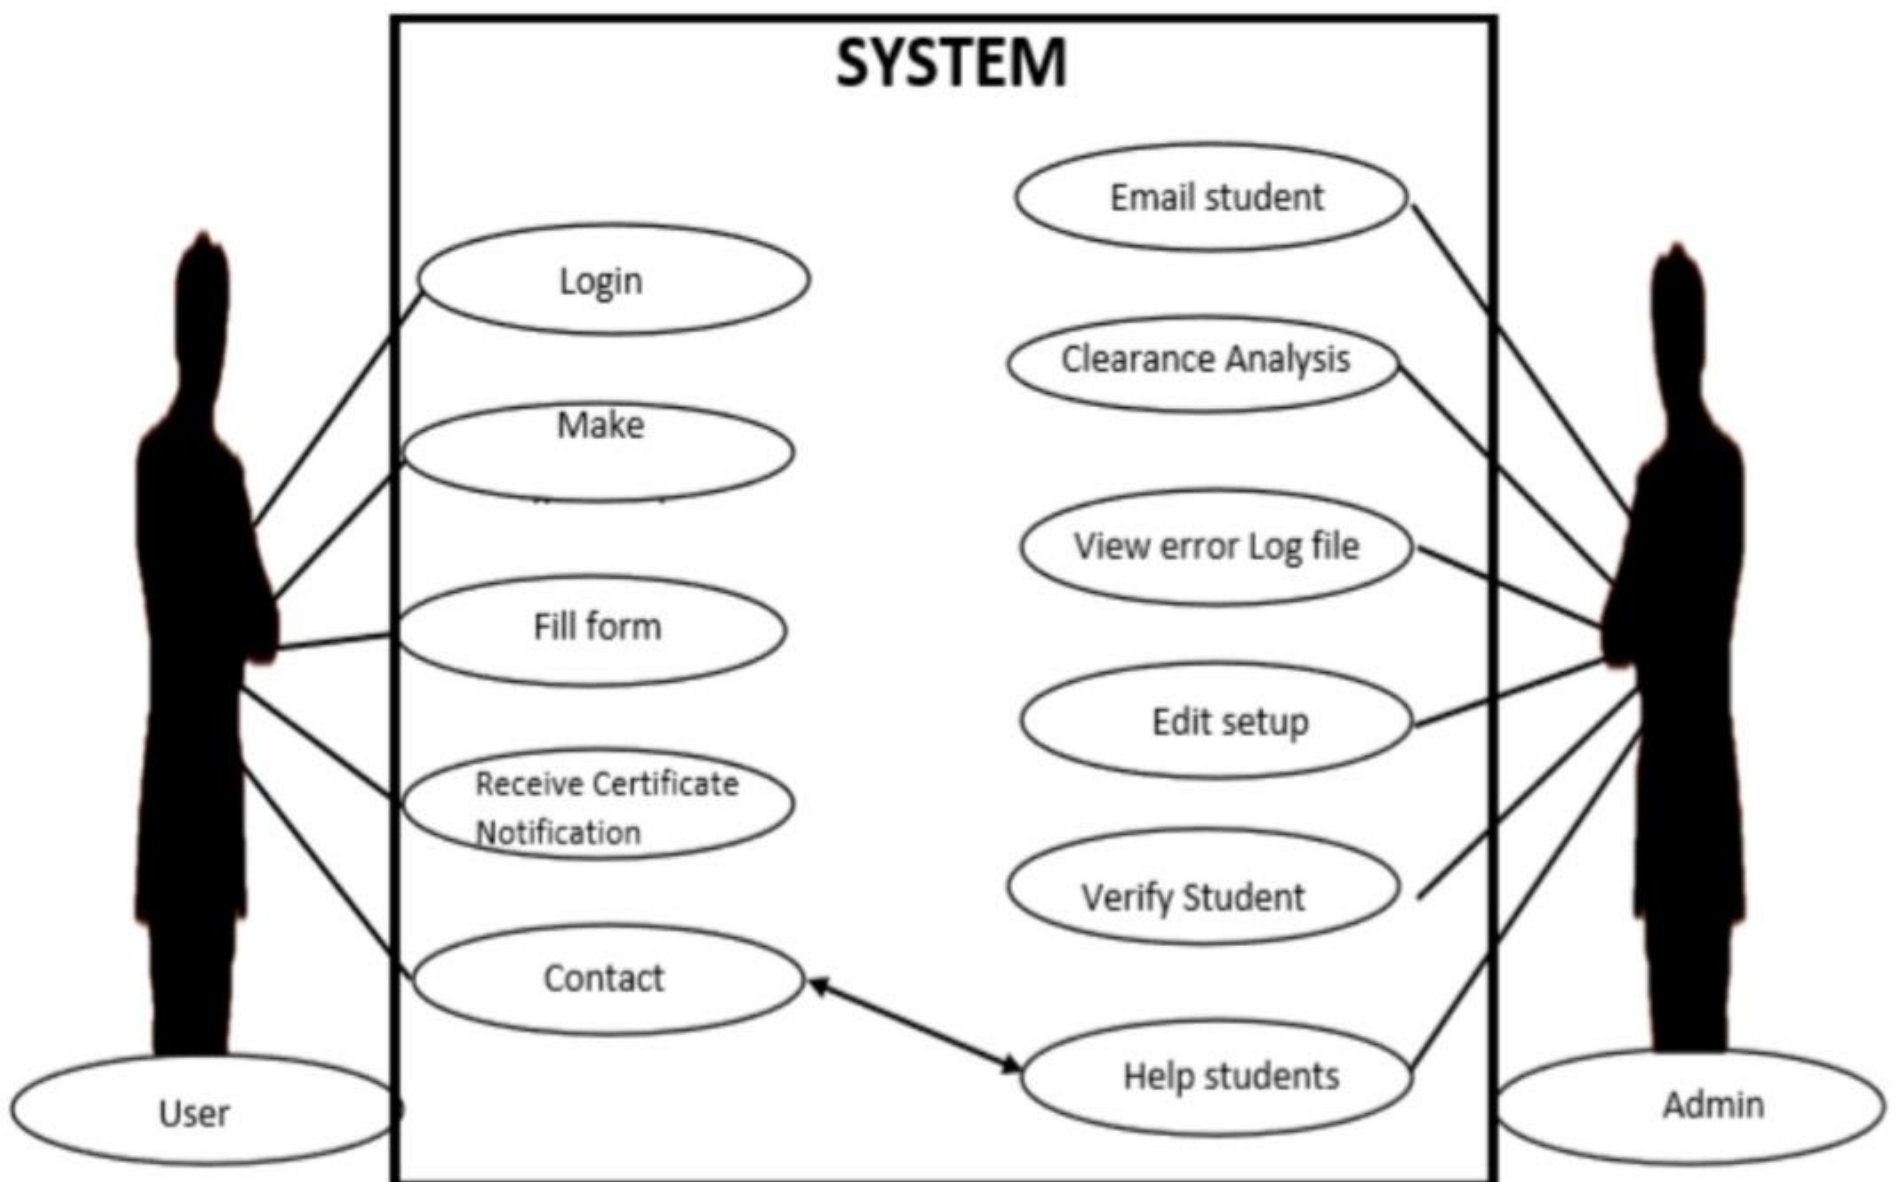 SYSTEM
Login
Make
Fill form
Receive Certificate
Notification
Contact
User
Email student
Clearance Analysis
View error Log file
Edit setup
Verify Student
Help students
Admin